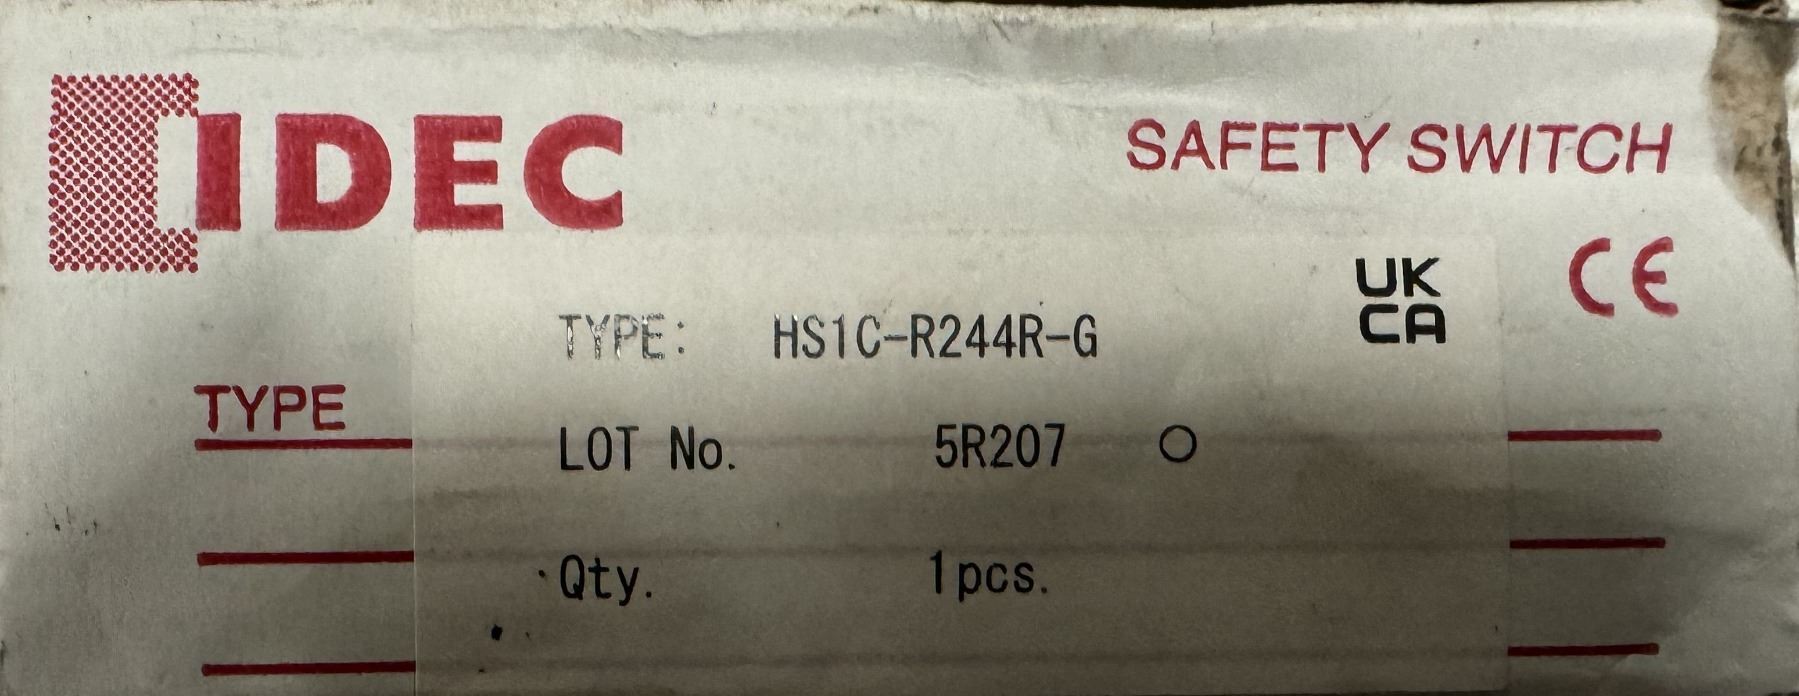 IDEC
SAFETY SWITCH
CE
UK
CA
TYPE: HS1C-R244R-G
TYPE
LOT No. 5R207 O
Qty. 1pcs.